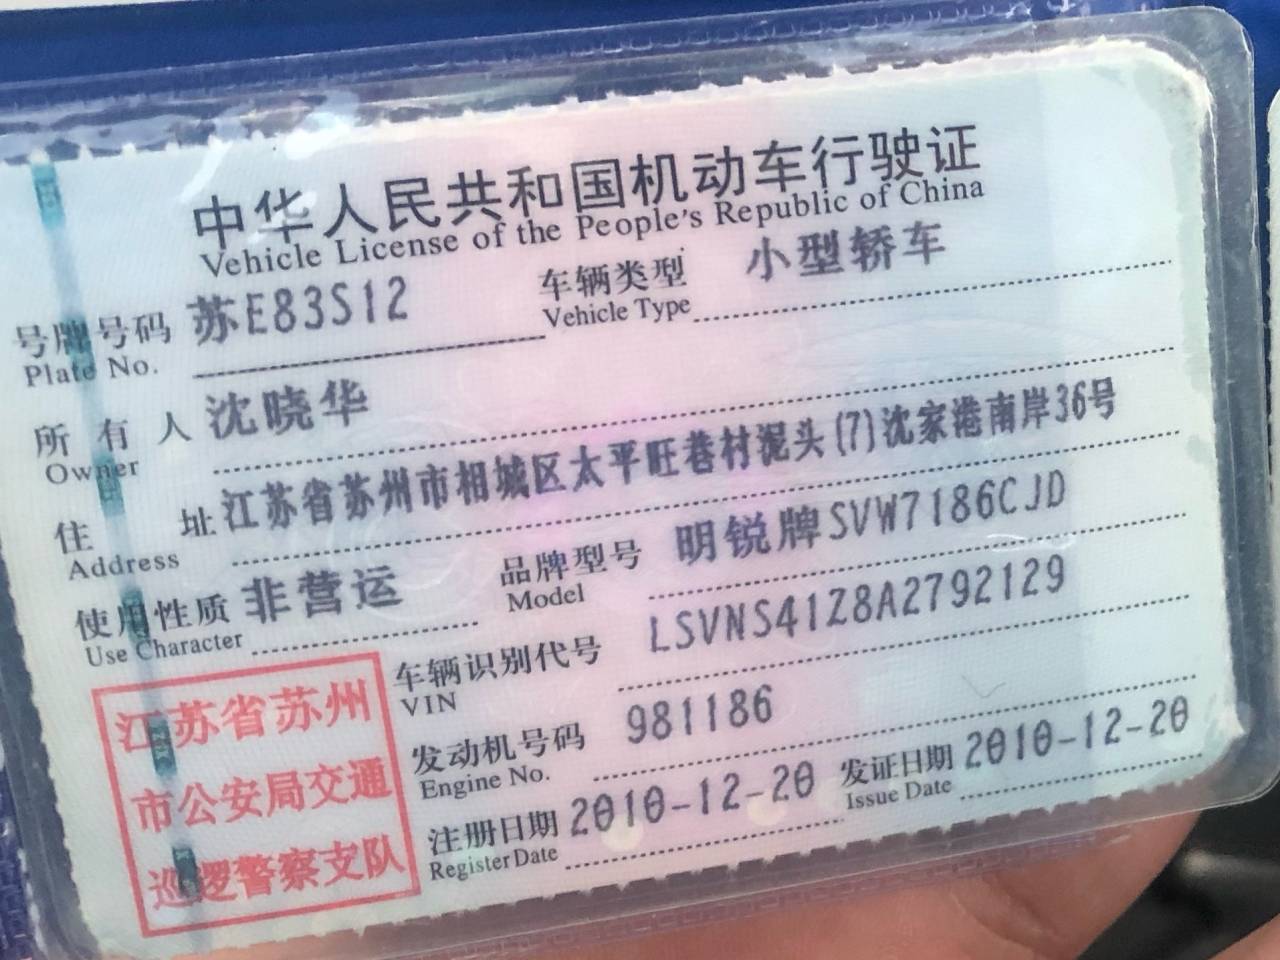 中华人民共和国机动车行驶证
Vehicle License of the People's Republic of China
号牌号码 苏E83S12 车辆类型 小型轿车
Plate No. Vehicle Type
所有人 沈晓华
Owner
住址 江苏省苏州市相城区太平旺巷村泥头(7)沈家港南岸36号
Address
使用性质 非营运 品牌型号 明锐牌SVW7186CJD
Use Character Model
车辆识别代号 LSVNS41Z8A2792129
VIN
发动机号码 981186
Engine No.
注册日期 2010-12-20 发证日期 2010-12-20
Register Date Issue Date
江苏省苏州
市公安局交通
巡逻警察支队